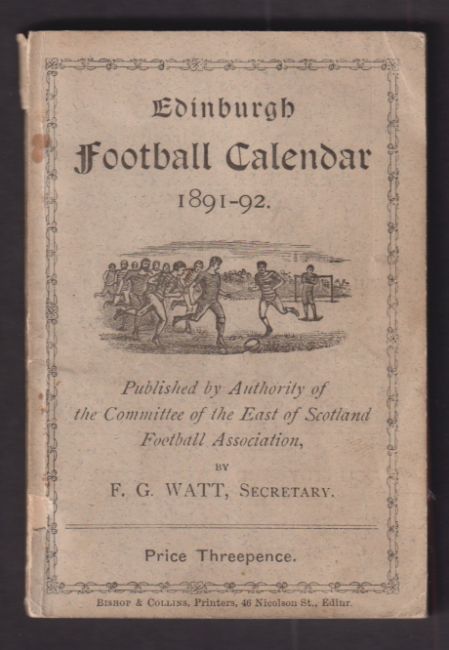 Edinburgh
Football Calendar
1891-92.
Published by Authority of
the Committee of the East of Scotland
Football Association,
BY
F. G. WATT, SECRETARY.
Price Threepence.
BISHOP & COLLINS, Printers, 46 Nicolson St., Edinr.